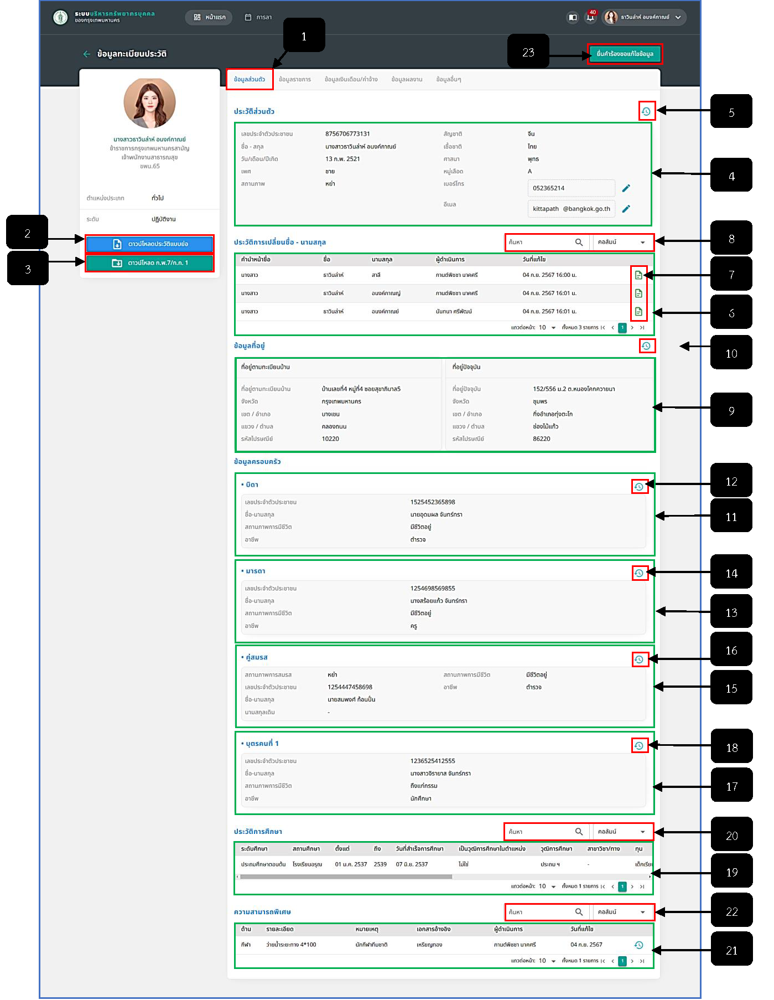 ระบบบริหารทรัพยากรบุคคล
ของกรุงเทพมหานคร
หน้าแรก
การลา
40
ธาวินล่าห์ อนงค์กาณย์
1
23
ข้อมูลทะเบียนประวัติ
ยื่นคำร้องขอแก้ไขข้อมูล
ข้อมูลส่วนตัว ข้อมูลราชการ ข้อมูลเงินเดือน/ค่าจ้าง ข้อมูลผลงาน ข้อมูลอื่นๆ
นางสาวธาวินล่าห์ อนงค์กาณย์
ข้าราชการกรุงเทพมหานครสามัญ
เจ้าพนักงานสาธารณสุข
ขพน.65
ตำแหน่งประเภท ทั่วไป
ระดับ ปฏิบัติงาน
2
ดาวน์โหลดประวัติแบบย่อ
3
ดาวน์โหลด ก.พ.7/ก.ก. 1
ประวัติส่วนตัว
5
เลขประจำตัวประชาชน 8756706773131 สัญชาติ จีน
ชื่อ - สกุล นางสาวธาวินล่าห์ อนงค์กาณย์ เชื้อชาติ ไทย
วัน/เดือน/ปีเกิด 13 ก.พ. 2521 ศาสนา พุทธ
เพศ ชาย หมู่เลือด A
4
สถานภาพ หย่า เบอร์โทร 052365214
อีเมล kittapath @bangkok.go.th
ประวัติการเปลี่ยนชื่อ - นามสกุล
ค้นหา คอลัมน์
8
คำนำหน้าชื่อ ชื่อ นามสกุล ผู้ดำเนินการ วันที่แก้ไข
นางสาว ธาวินล่าห์ สาลี กานต์พิชชา นาคศรี 04 ก.ย. 2567 16:00 น.
7
นางสาว ธาวินล่าห์ อนงค์กาณญ์ กานต์พิชชา นาคศรี 04 ก.ย. 2567 16:01 น.
นางสาว ธาวินล่าห์ อนงค์กาณย์ นันทนา ศรีพัฒน์ 04 ก.ย. 2567 16:01 น.
6
แถวต่อหน้า: 10 ทั้งหมด 3 รายการ 1
ข้อมูลที่อยู่
10
ที่อยู่ตามทะเบียนบ้าน ที่อยู่ปัจจุบัน
ที่อยู่ตามทะเบียนบ้าน บ้านเลขที่4 หมู่ที่4 ซอยสุขาภิบาล5 ที่อยู่ปัจจุบัน 152/556 ม.2 ต.หนองโคกควายนา
จังหวัด กรุงเทพมหานคร จังหวัด ชุมพร
เขต / อำเภอ บางเขน เขต / อำเภอ กิ่งอำเภอทุ่งตะโก
9
แขวง / ตำบล คลองถนน แขวง / ตำบล ช่องไม้แก้ว
รหัสไปรษณีย์ 10220 รหัสไปรษณีย์ 86220
ข้อมูลครอบครัว
• บิดา
12
เลขประจำตัวประชาชน 1525452365898
ชื่อ-นามสกุล นายอุดมผล จันทร์ทรา
11
สถานภาพการมีชีวิต มีชีวิตอยู่
อาชีพ ตำรวจ
• มารดา
14
เลขประจำตัวประชาชน 1254698569855
ชื่อ-นามสกุล นางสร้อยแก้ว จันทร์ทรา
สถานภาพการมีชีวิต มีชีวิตอยู่
13
อาชีพ ครู
• คู่สมรส
16
สถานภาพการสมรส หย่า สถานภาพการมีชีวิต มีชีวิตอยู่
เลขประจำตัวประชาชน 1254447458698 อาชีพ ตำรวจ
15
ชื่อ-นามสกุล นายสมพงศ์ ก้อนปั้น
นามสกุลเดิม -
• บุตรคนที่ 1
18
เลขประจำตัวประชาชน 1236525412555
ชื่อ-นามสกุล นางสาวจิรายาส จันทร์ทรา
สถานภาพการมีชีวิต ถึงแก่กรรม
17
อาชีพ นักศึกษา
ประวัติการศึกษา
ค้นหา คอลัมน์
20
ระดับศึกษา สถานศึกษา ตั้งแต่ ถึง วันที่สำเร็จการศึกษา เป็นวุฒิการศึกษาในตำแหน่ง วุฒิการศึกษา สาขาวิชา/ทาง ทุน
ประถมศึกษาตอนต้น โรงเรียนอรุณ 01 ม.ค. 2537 2539 07 มิ.ย. 2537 ไม่ใช่ ประถม ฯ - เด็กเรีย
19
แถวต่อหน้า: 10 ทั้งหมด 1 รายการ 1
ความสามารถพิเศษ
ค้นหา คอลัมน์
22
ด้าน รายละเอียด หมายเหตุ เอกสารอ้างอิง ผู้ดำเนินการ วันที่แก้ไข
กีฬา ว่ายน้ำระยะทาง 4*100 นักกีฬาทีมชาติ เหรียญทอง กานต์พิชชา นาคศรี 04 ก.ย. 2567
21
แถวต่อหน้า: 10 ทั้งหมด 1 รายการ 1